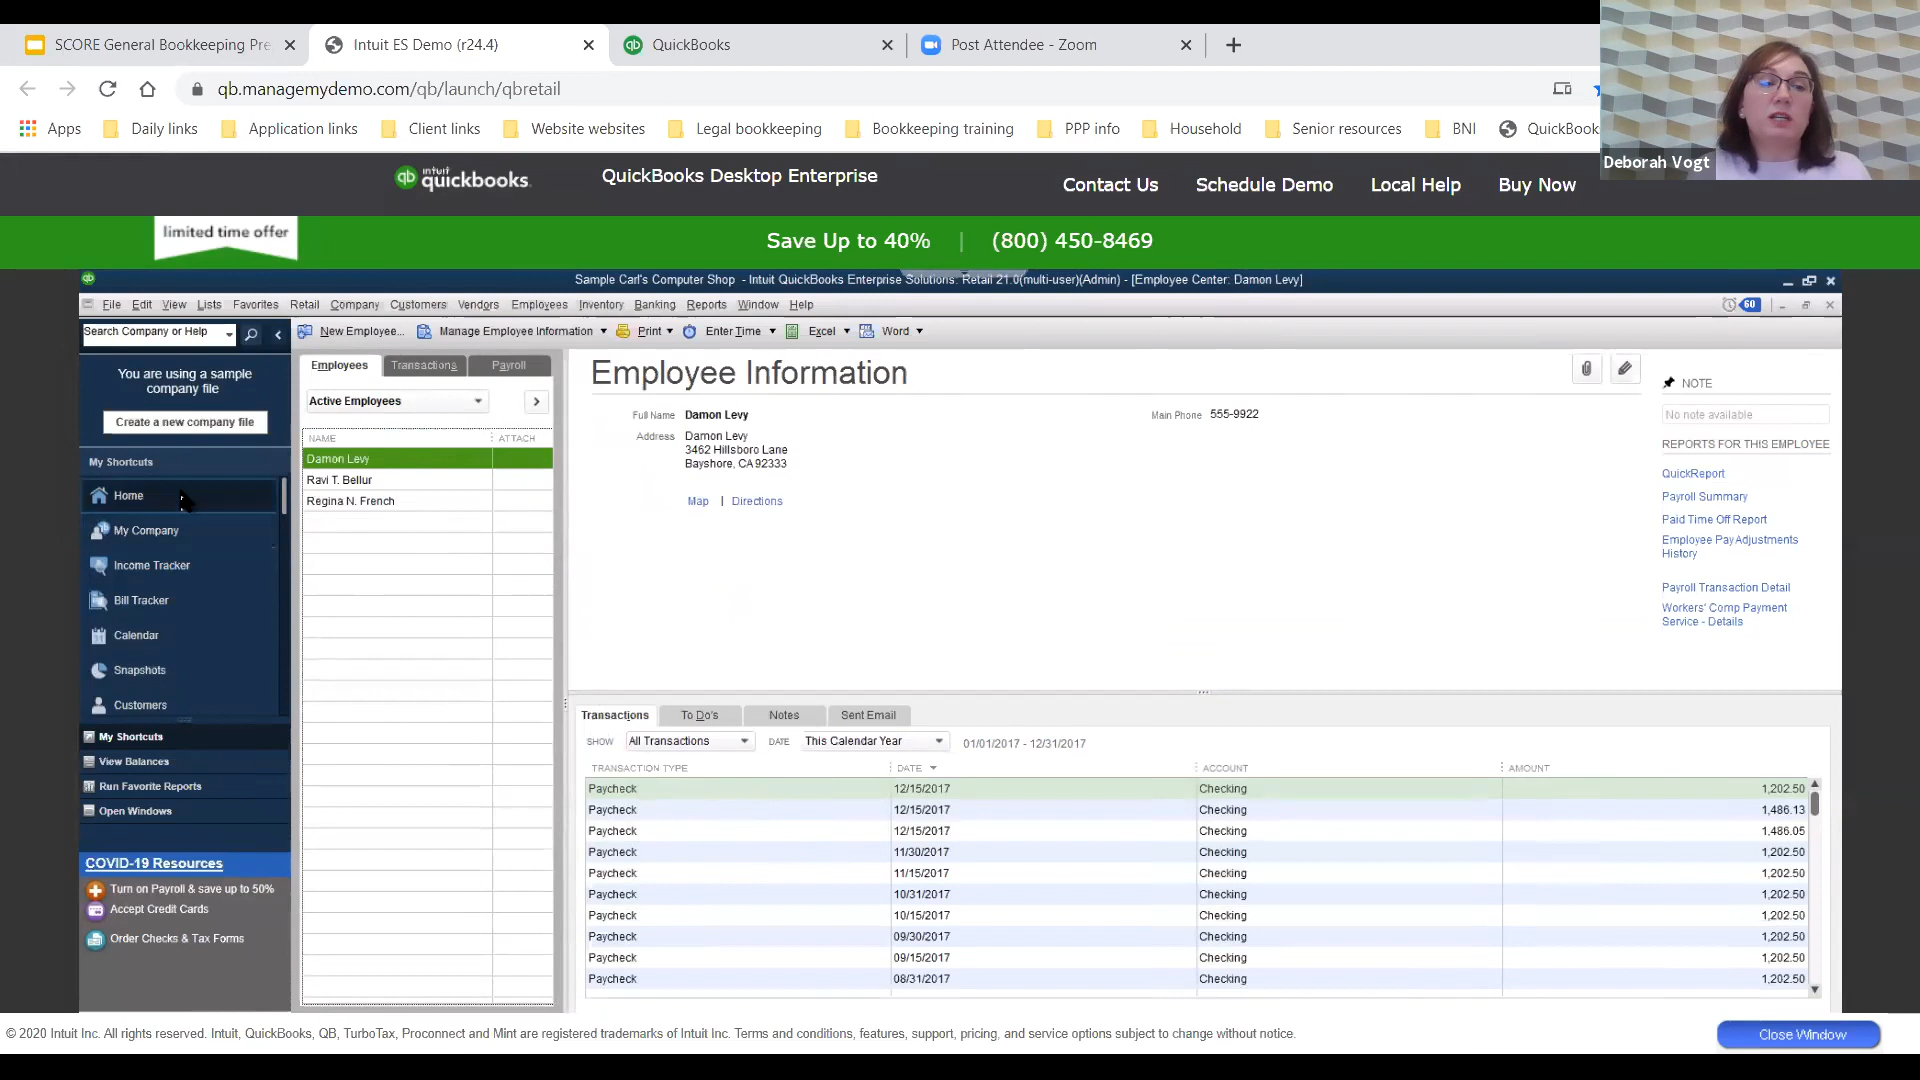 SCORE General Bookkeeping Pre
Intuit ES Demo (r24.4)
QuickBooks
Post Attendee - Zoom
qb.managemydemo.com/qb/launch/qbretail
Apps Daily links Application links Client links Website websites Legal bookkeeping Bookkeeping training PPP info Household Senior resources BNI QuickBook
Deborah Vogt
intuit quickbooks.
QuickBooks Desktop Enterprise
Contact Us Schedule Demo Local Help Buy Now
limited time offer
Save Up to 40% | (800) 450-8469
Sample Carl's Computer Shop - Intuit QuickBooks Enterprise Solutions: Retail 21.0(multi-user)(Admin) - [Employee Center: Damon Levy]
File Edit View Lists Favorites Retail Company Customers Vendors Employees Inventory Banking Reports Window Help
60
Search Company or Help
New Employee... Manage Employee Information Print Enter Time Excel Word
You are using a sample
company file
Create a new company file
My Shortcuts
Home
My Company
Income Tracker
Bill Tracker
Calendar
Snapshots
Customers
My Shortcuts
View Balances
Run Favorite Reports
Open Windows
COVID-19 Resources
Turn on Payroll & save up to 50%
Accept Credit Cards
Order Checks & Tax Forms
Employees Transactions Payroll
Active Employees
NAME ATTACH
Damon Levy
Ravi T. Bellur
Regina N. French
Employee Information
Full Name Damon Levy
Main Phone 555-9922
Address Damon Levy
3462 Hillsboro Lane
Bayshore, CA 92333
Map | Directions
NOTE
No note available
REPORTS FOR THIS EMPLOYEE
QuickReport
Payroll Summary
Paid Time Off Report
Employee Pay Adjustments
History
Payroll Transaction Detail
Workers' Comp Payment
Service - Details
Transactions To Do's Notes Sent Email
SHOW All Transactions DATE This Calendar Year 01/01/2017 - 12/31/2017
TRANSACTION TYPE DATE ACCOUNT AMOUNT
Paycheck 12/15/2017 Checking 1,202.50
Paycheck 12/15/2017 Checking 1,486.13
Paycheck 12/15/2017 Checking 1,486.05
Paycheck 11/30/2017 Checking 1,202.50
Paycheck 11/15/2017 Checking 1,202.50
Paycheck 10/31/2017 Checking 1,202.50
Paycheck 10/15/2017 Checking 1,202.50
Paycheck 09/30/2017 Checking 1,202.50
Paycheck 09/15/2017 Checking 1,202.50
Paycheck 08/31/2017 Checking 1,202.50
© 2020 Intuit Inc. All rights reserved. Intuit, QuickBooks, QB, TurboTax, Proconnect and Mint are registered trademarks of Intuit Inc. Terms and conditions, features, support, pricing, and service options subject to change without notice.
Close Window